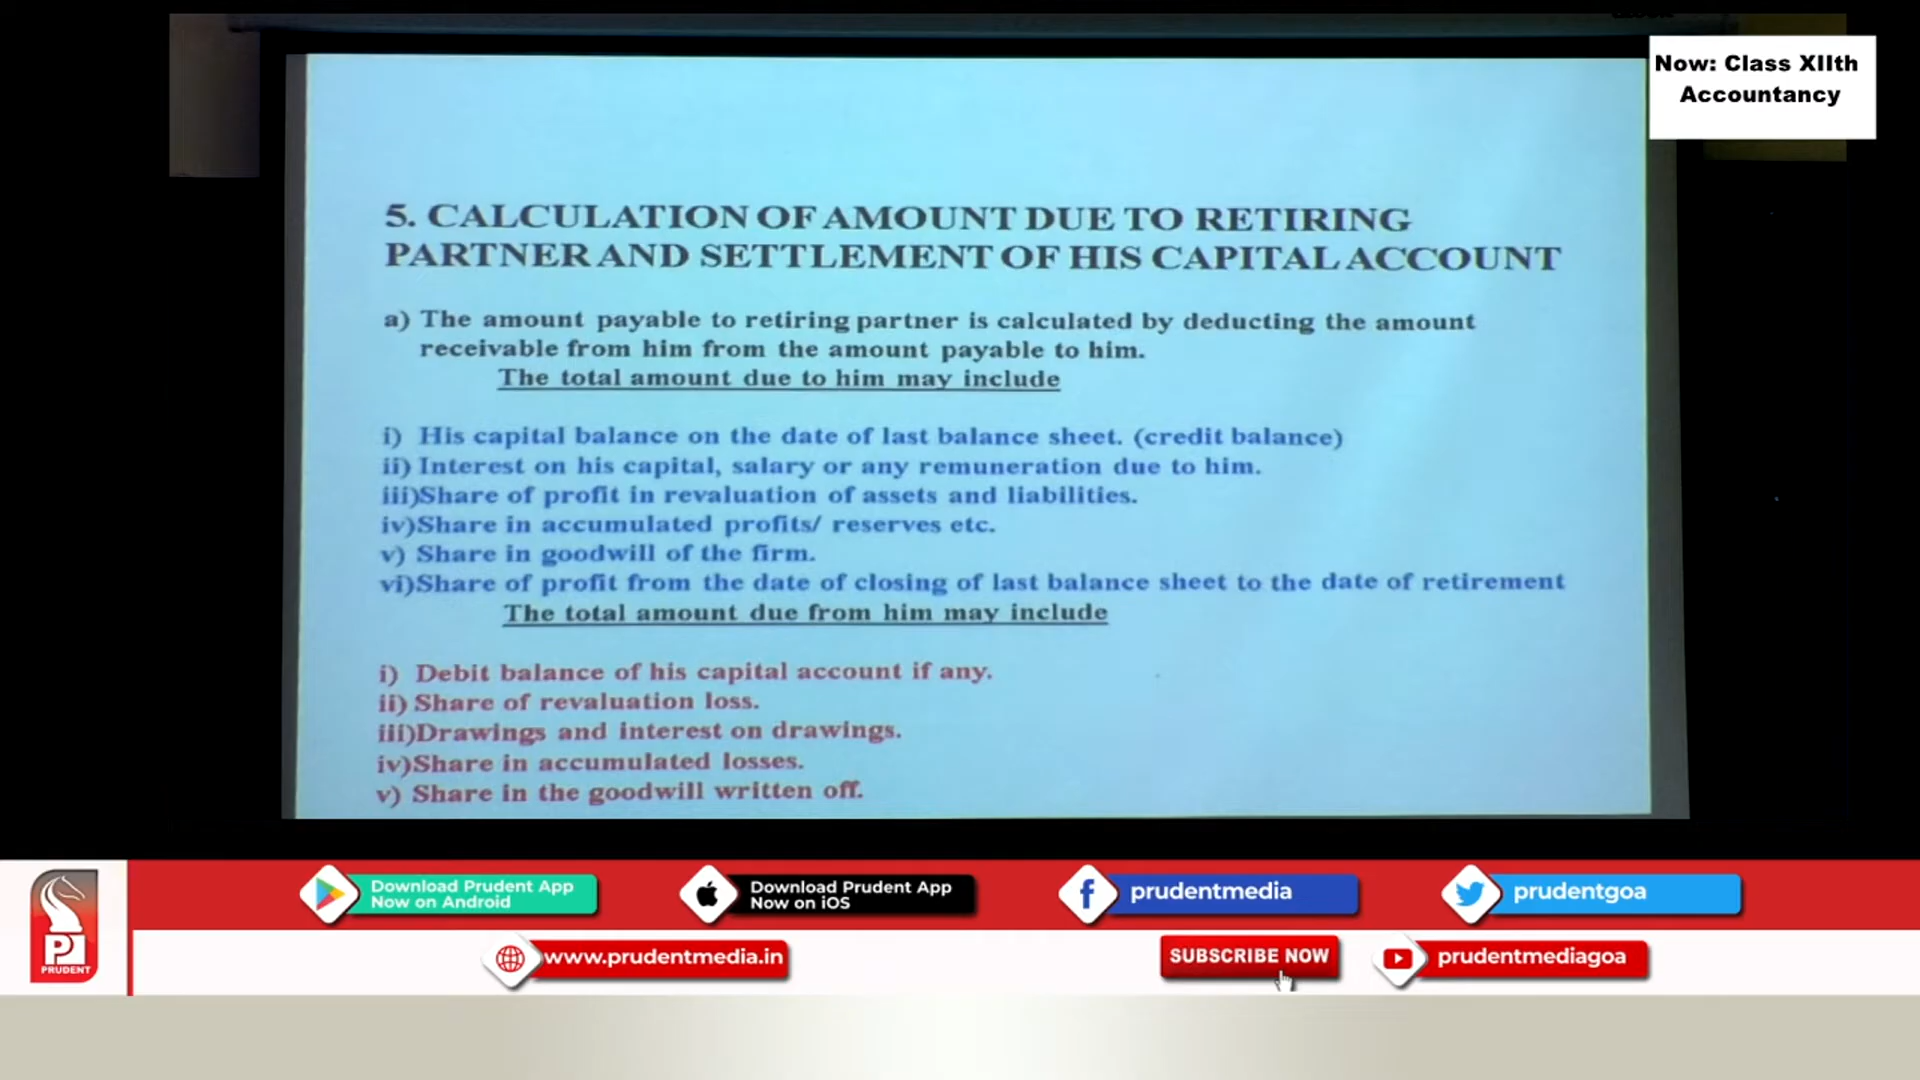 Now: Class XIIth
Accountancy
5. CALCULATION OF AMOUNT DUE TO RETIRING
PARTNER AND SETTLEMENT OF HIS CAPITAL ACCOUNT
a) The amount payable to retiring partner is calculated by deducting the amount
receivable from him from the amount payable to him.
The total amount due to him may include
i) His capital balance on the date of last balance sheet. (credit balance)
ii) Interest on his capital, salary or any remuneration due to him.
iii)Share of profit in revaluation of assets and liabilities.
iv)Share in accumulated profits/ reserves etc.
v) Share in goodwill of the firm.
vi)Share of profit from the date of closing of last balance sheet to the date of retirement
The total amount due from him may include
i) Debit balance of his capital account if any.
ii) Share of revaluation loss.
iii)Drawings and interest on drawings.
iv)Share in accumulated losses.
v) Share in the goodwill written off.
Download Prudent App
Now on Android
Download Prudent App
Now on iOS
prudentmedia
prudentgoa
PRUDENT
www.prudentmedia.in
SUBSCRIBE NOW
prudentmediagoa